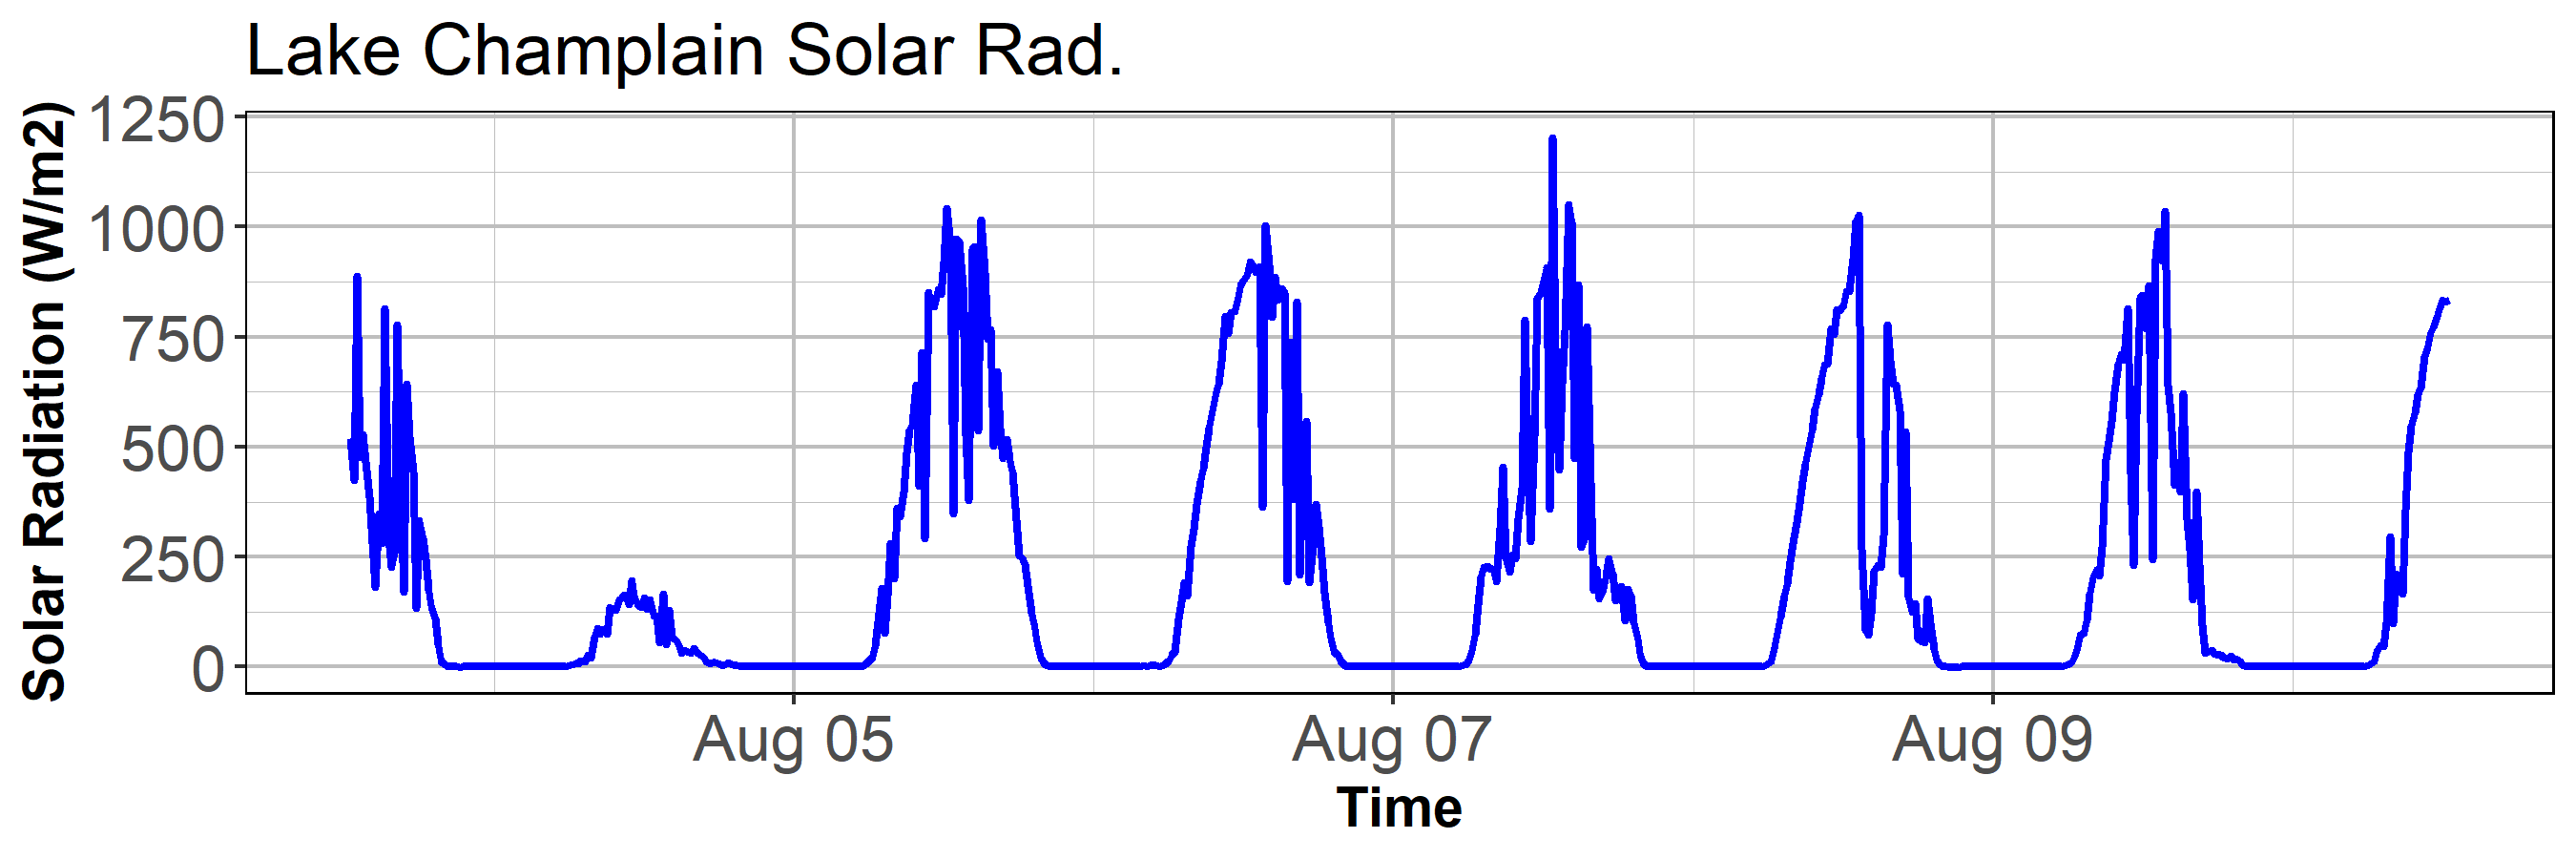 Lake Champlain Solar Rad.
Solar Radiation (W/m2)
1250
1000
750
500
250
0
Aug 05
Aug 07
Aug 09
Time